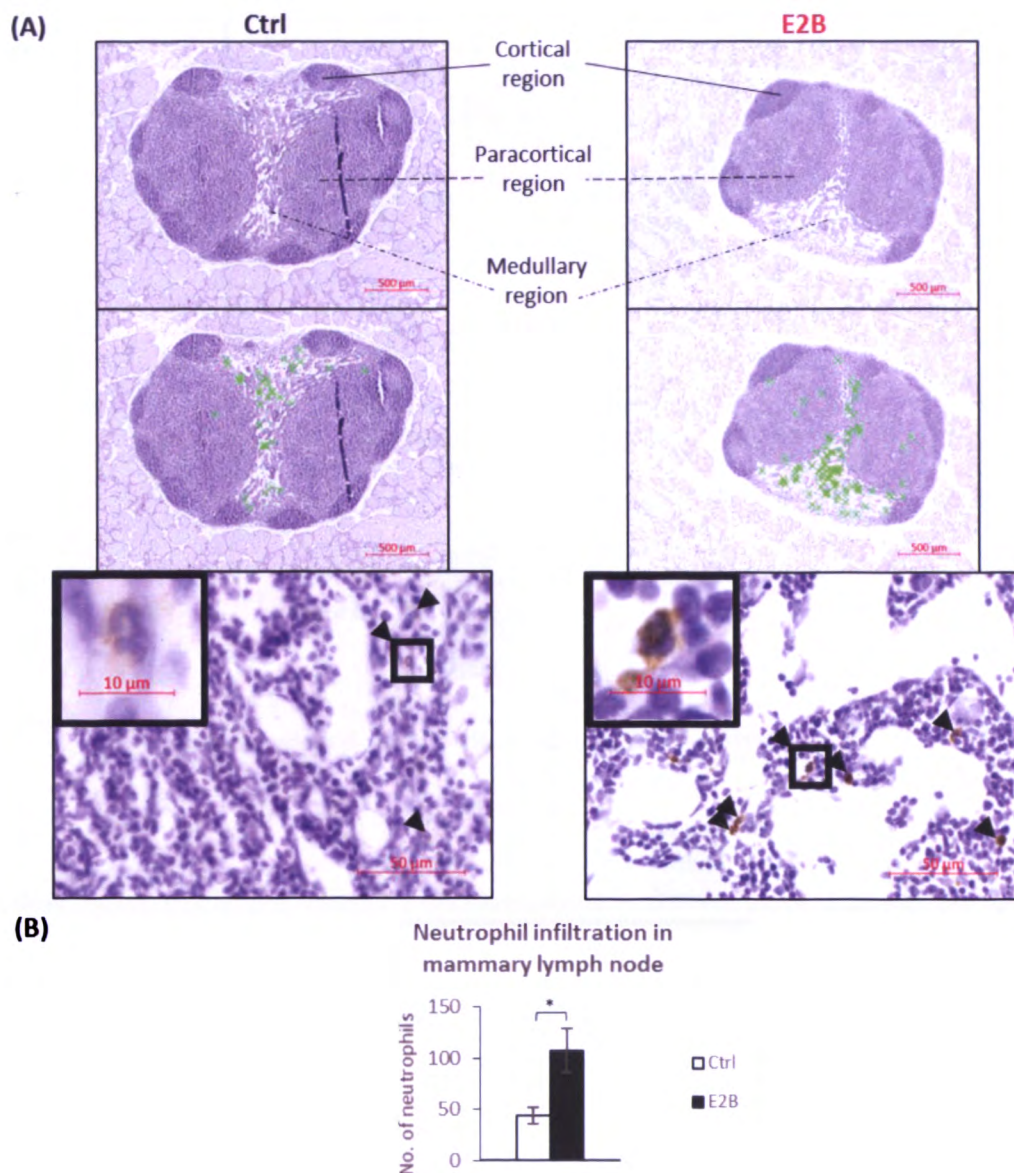 (A)
Ctrl
E2B
Cortical
region
Paracortical
region
Medullary
region
500 µm
500 µm
500 µm
500 µm
10 µm
50 µm
10 µm
50 µm
(B)
Neutrophil infiltration in
mammary lymph node
No. of neutrophils
150
100
50
0
*
Ctrl
E2B